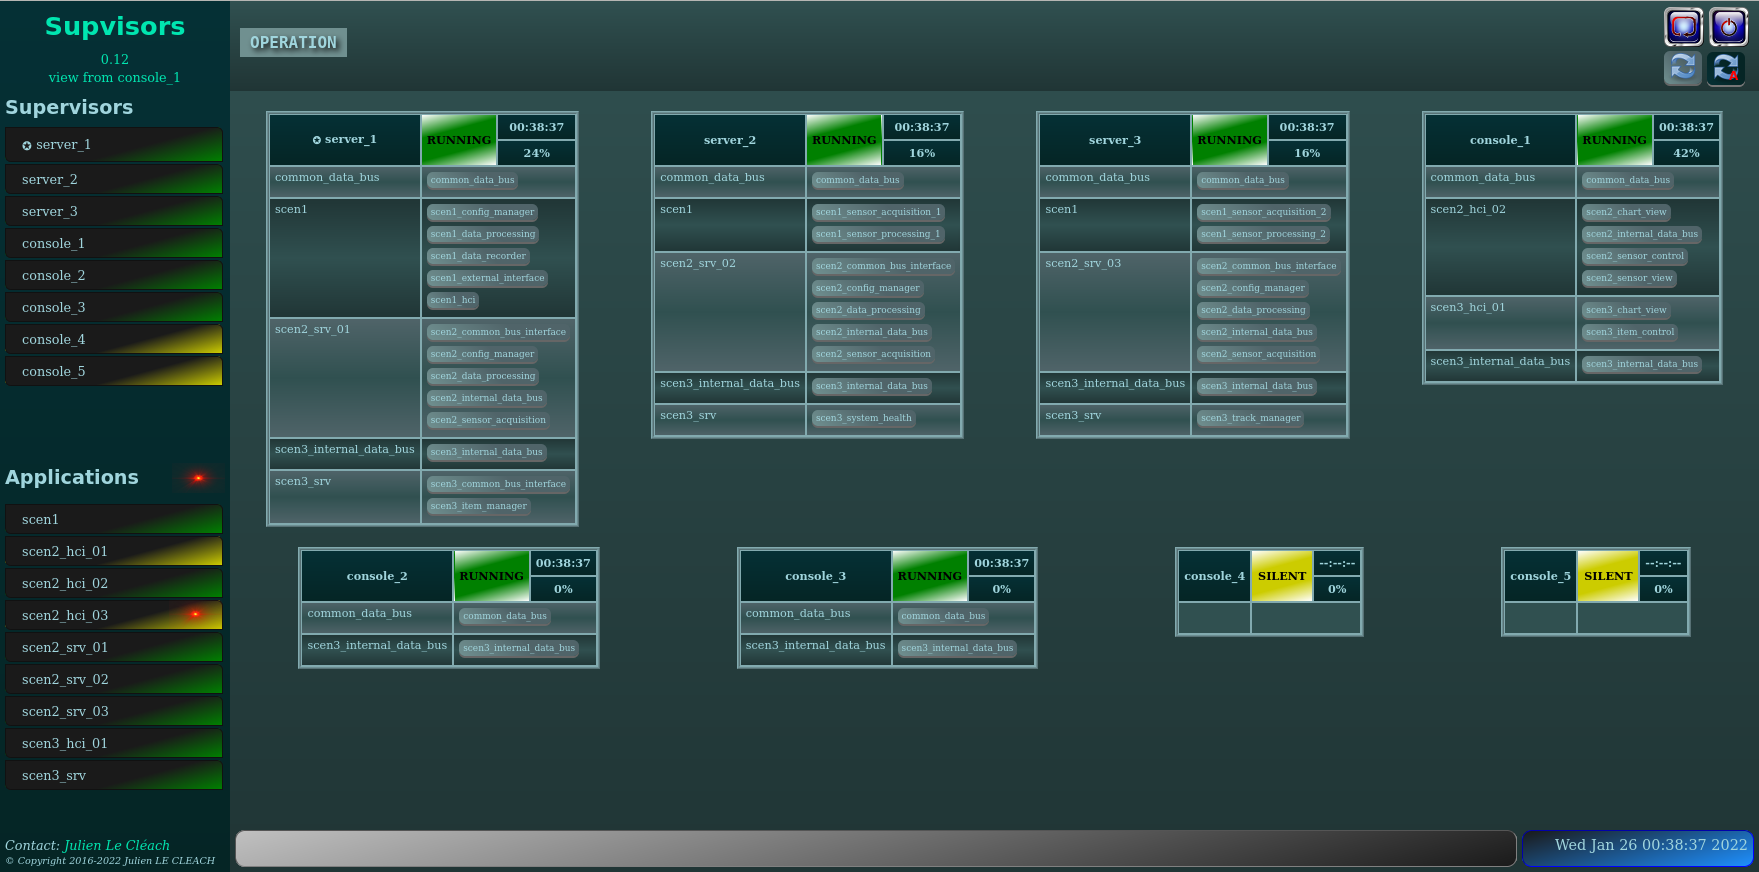 Supvisors
0.12
view from console_1
Supervisors
✪ server_1
server_2
server_3
console_1
console_2
console_3
console_4
console_5
Applications
scen1
scen2_hci_01
scen2_hci_02
scen2_hci_03
scen2_srv_01
scen2_srv_02
scen2_srv_03
scen3_hci_01
scen3_srv
Contact: Julien Le Cléach
© Copyright 2016-2022 Julien LE CLEACH
OPERATION
✪ server_1
RUNNING
00:38:37
24%
common_data_bus
common_data_bus
scen1
scen1_config_manager
scen1_data_processing
scen1_data_recorder
scen1_external_interface
scen1_hci
scen2_srv_01
scen2_common_bus_interface
scen2_config_manager
scen2_data_processing
scen2_internal_data_bus
scen2_sensor_acquisition
scen3_internal_data_bus
scen3_internal_data_bus
scen3_srv
scen3_common_bus_interface
scen3_item_manager
server_2
RUNNING
00:38:37
16%
common_data_bus
common_data_bus
scen1
scen1_sensor_acquisition_1
scen1_sensor_processing_1
scen2_srv_02
scen2_common_bus_interface
scen2_config_manager
scen2_data_processing
scen2_internal_data_bus
scen2_sensor_acquisition
scen3_internal_data_bus
scen3_internal_data_bus
scen3_srv
scen3_system_health
server_3
RUNNING
00:38:37
16%
common_data_bus
common_data_bus
scen1
scen1_sensor_acquisition_2
scen1_sensor_processing_2
scen2_srv_03
scen2_common_bus_interface
scen2_config_manager
scen2_data_processing
scen2_internal_data_bus
scen2_sensor_acquisition
scen3_internal_data_bus
scen3_internal_data_bus
scen3_srv
scen3_track_manager
console_1
RUNNING
00:38:37
42%
common_data_bus
common_data_bus
scen2_hci_02
scen2_chart_view
scen2_internal_data_bus
scen2_sensor_control
scen2_sensor_view
scen3_hci_01
scen3_chart_view
scen3_item_control
scen3_internal_data_bus
scen3_internal_data_bus
console_2
RUNNING
00:38:37
0%
common_data_bus
common_data_bus
scen3_internal_data_bus
scen3_internal_data_bus
console_3
RUNNING
00:38:37
0%
common_data_bus
common_data_bus
scen3_internal_data_bus
scen3_internal_data_bus
console_4
SILENT
--:--:--
0%
console_5
SILENT
--:--:--
0%
Wed Jan 26 00:38:37 2022